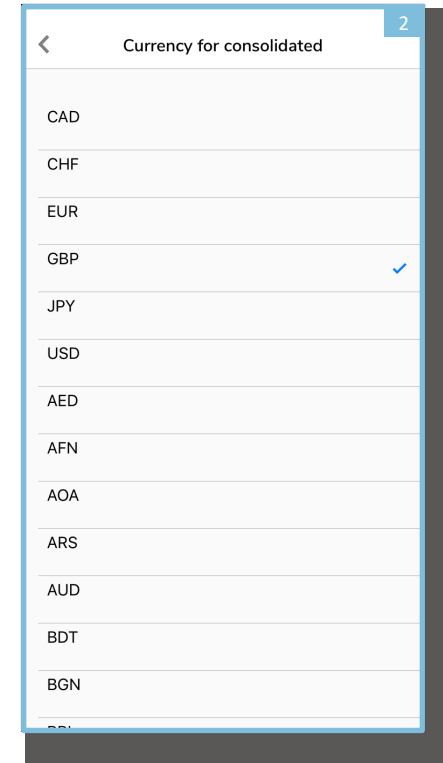 2
Currency for consolidated
CAD
CHF
EUR
GBP
JPY
USD
AED
AFN
AOA
ARS
AUD
BDT
BGN